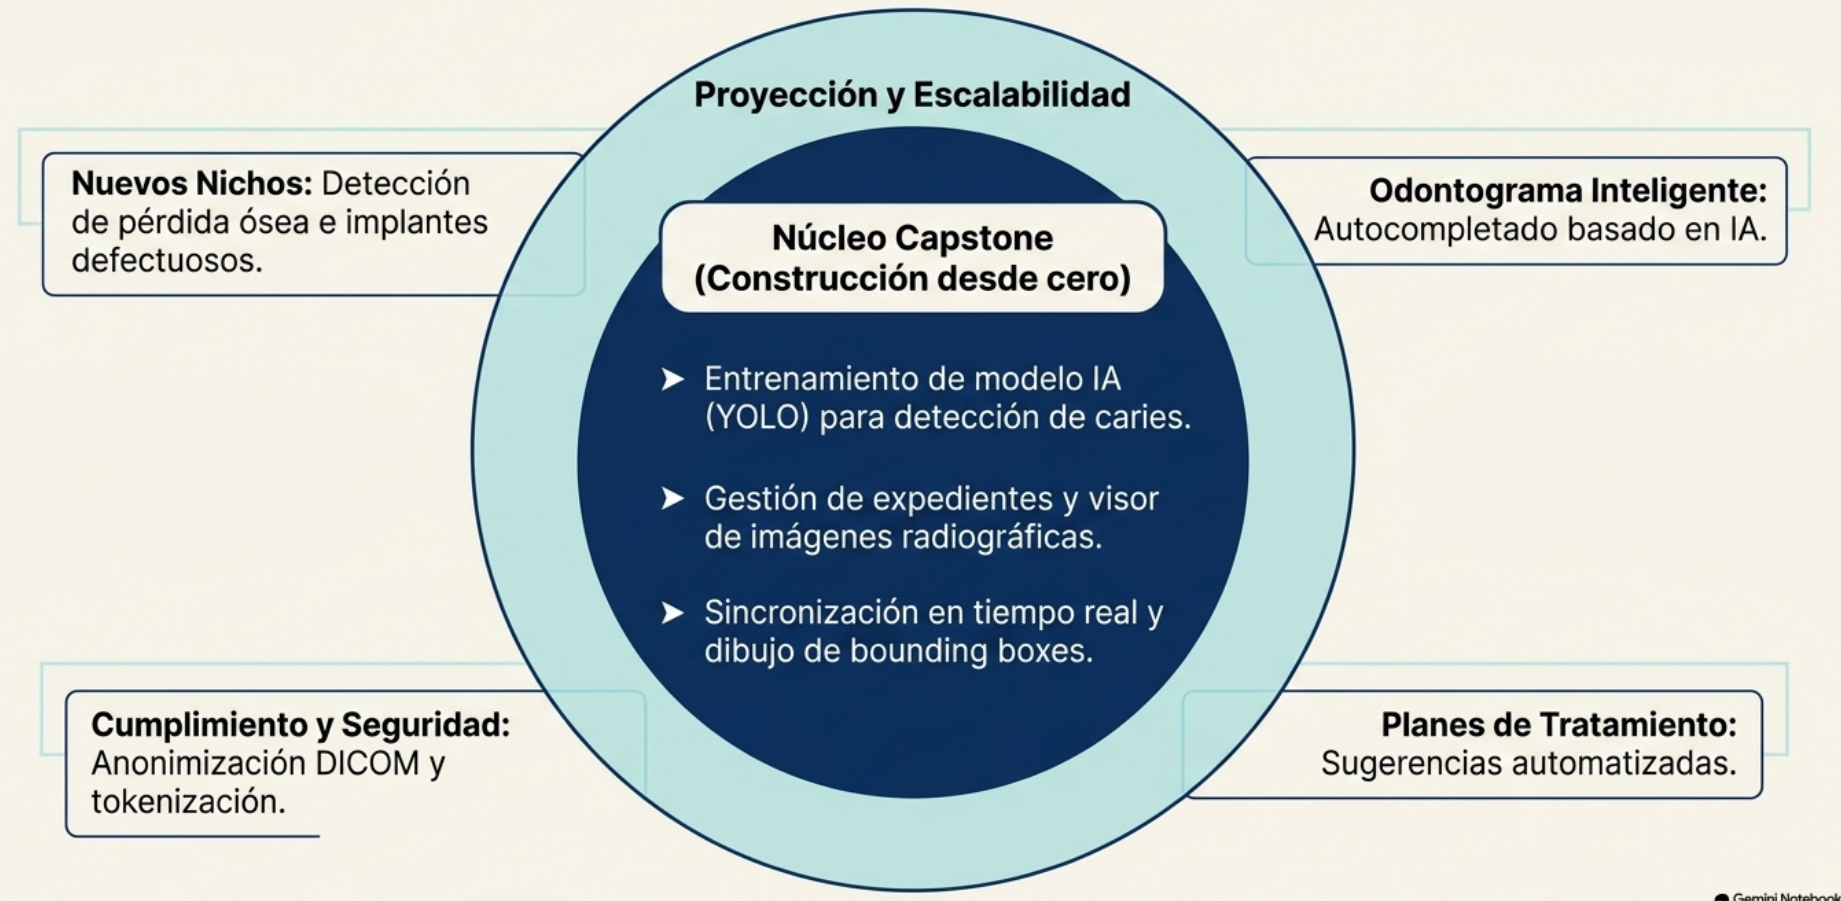 Proyección y Escalabilidad
Nuevos Nichos: Detección
de pérdida ósea e implantes
defectuosos.
Odontograma Inteligente:
Autocompletado basado en IA.
Núcleo Capstone
(Construcción desde cero)
➤ Entrenamiento de modelo IA
(YOLO) para detección de caries.
➤ Gestión de expedientes y visor
de imágenes radiográficas.
➤ Sincronización en tiempo real y
dibujo de bounding boxes.
Cumplimiento y Seguridad:
Anonimización DICOM y
tokenización.
Planes de Tratamiento:
Sugerencias automatizadas.
Gemini Notebook